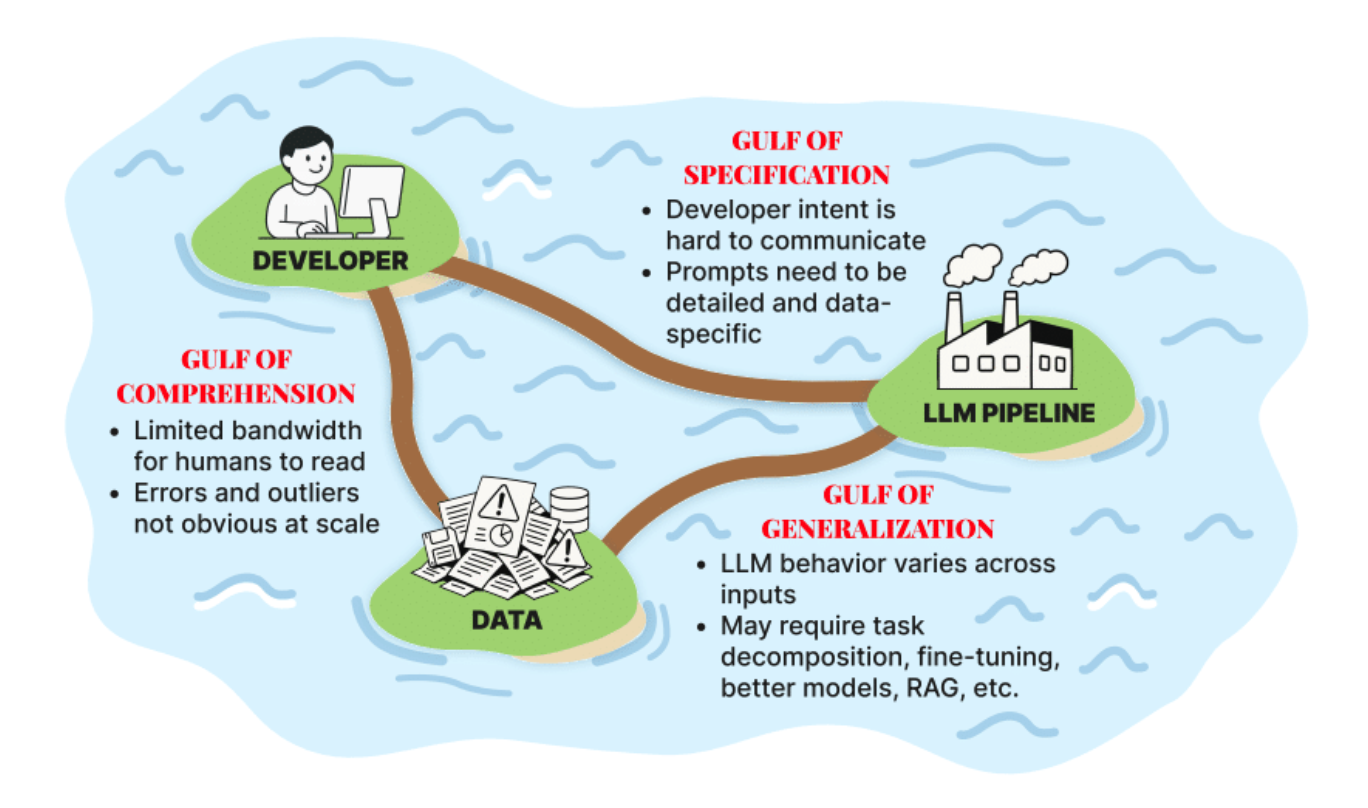 DEVELOPER
GULF OF
SPECIFICATION
• Developer intent is
hard to communicate
• Prompts need to be
detailed and data-
specific
GULF OF
COMPREHENSION
• Limited bandwidth
for humans to read
• Errors and outliers
not obvious at scale
LLM PIPELINE
DATA
GULF OF
GENERALIZATION
• LLM behavior varies across
inputs
• May require task
decomposition, fine-tuning,
better models, RAG, etc.